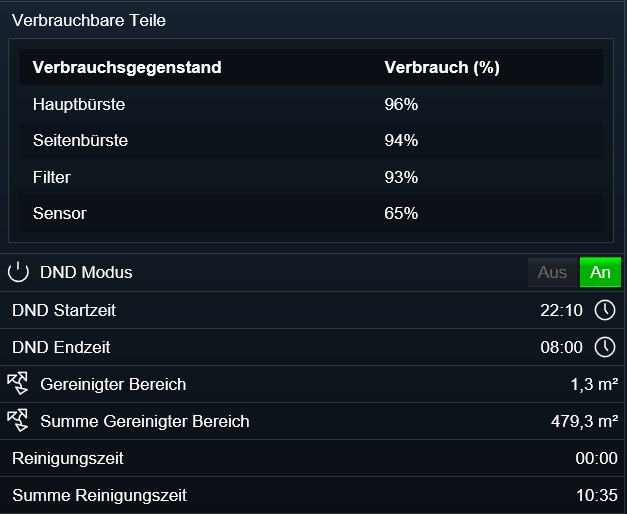 Verbrauchbare Teile
Verbrauchsgegenstand Verbrauch (%)
Hauptbürste 96%
Seitenbürste 94%
Filter 93%
Sensor 65%
DND Modus Aus An
DND Startzeit 22:10
DND Endzeit 08:00
Gereinigter Bereich 1,3 m²
Summe Gereinigter Bereich 479,3 m²
Reinigungszeit 00:00
Summe Reinigungszeit 10:35